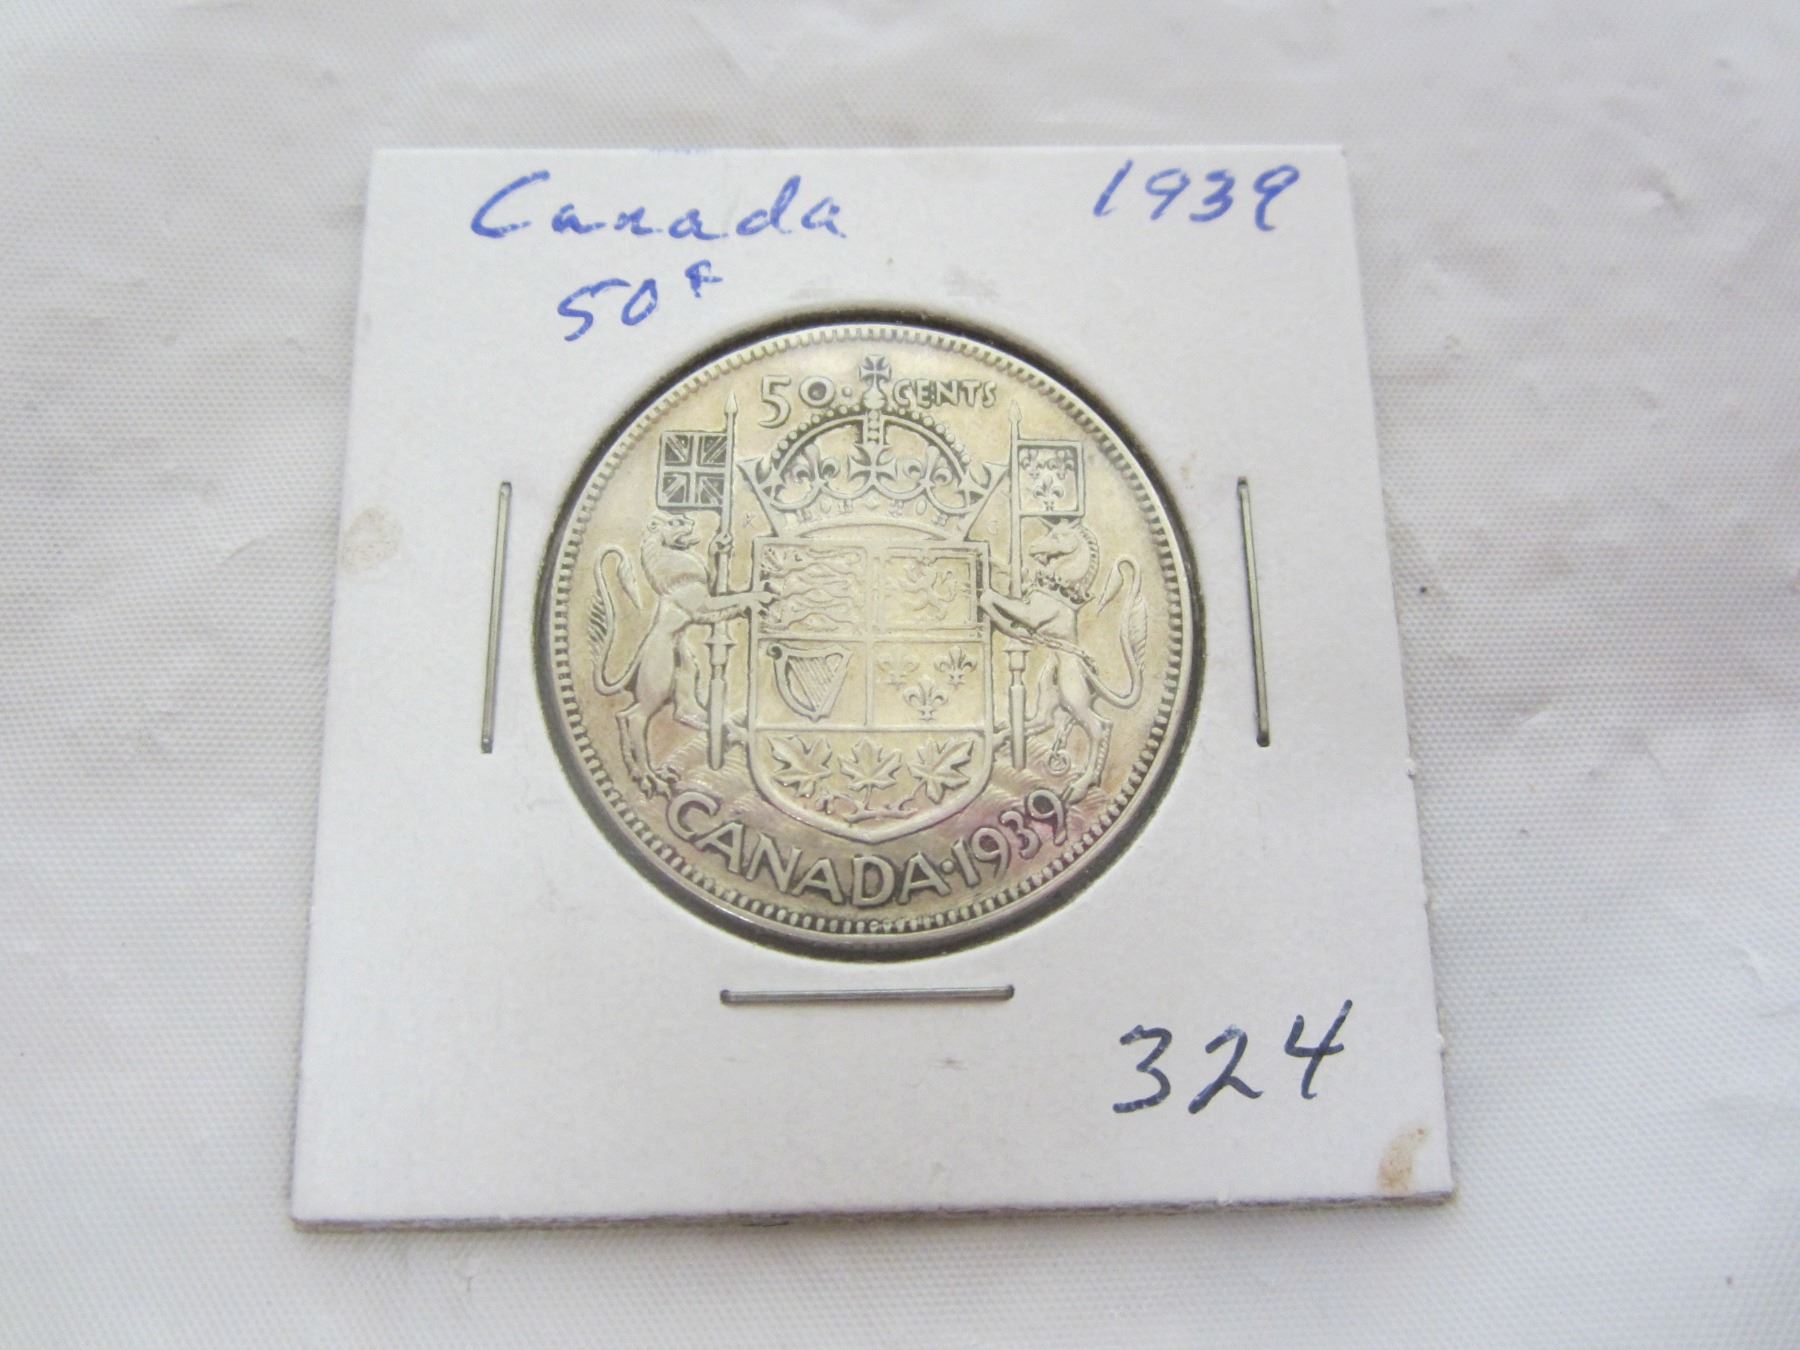 Canada 1939
50¢
50 · CENTS
K G
CANADA · 1939
324